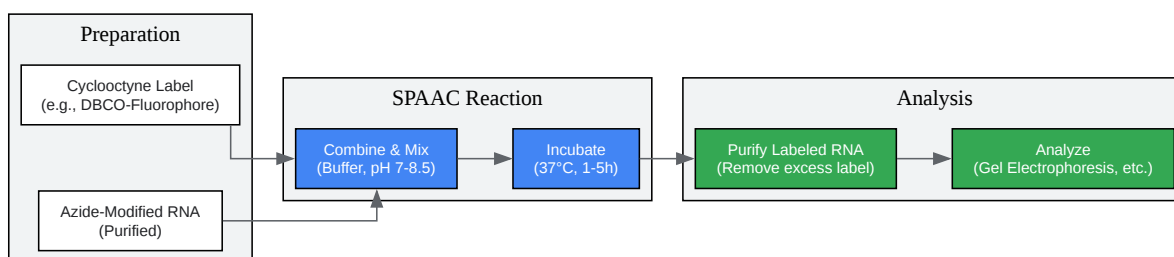 Preparation
Cyclooctyne Label
(e.g., DBCO-Fluorophore)
Azide-Modified RNA
(Purified)
SPAAC Reaction
Combine & Mix
(Buffer, pH 7-8.5)
Incubate
(37°C, 1-5h)
Analysis
Purify Labeled RNA
(Remove excess label)
Analyze
(Gel Electrophoresis, etc.)